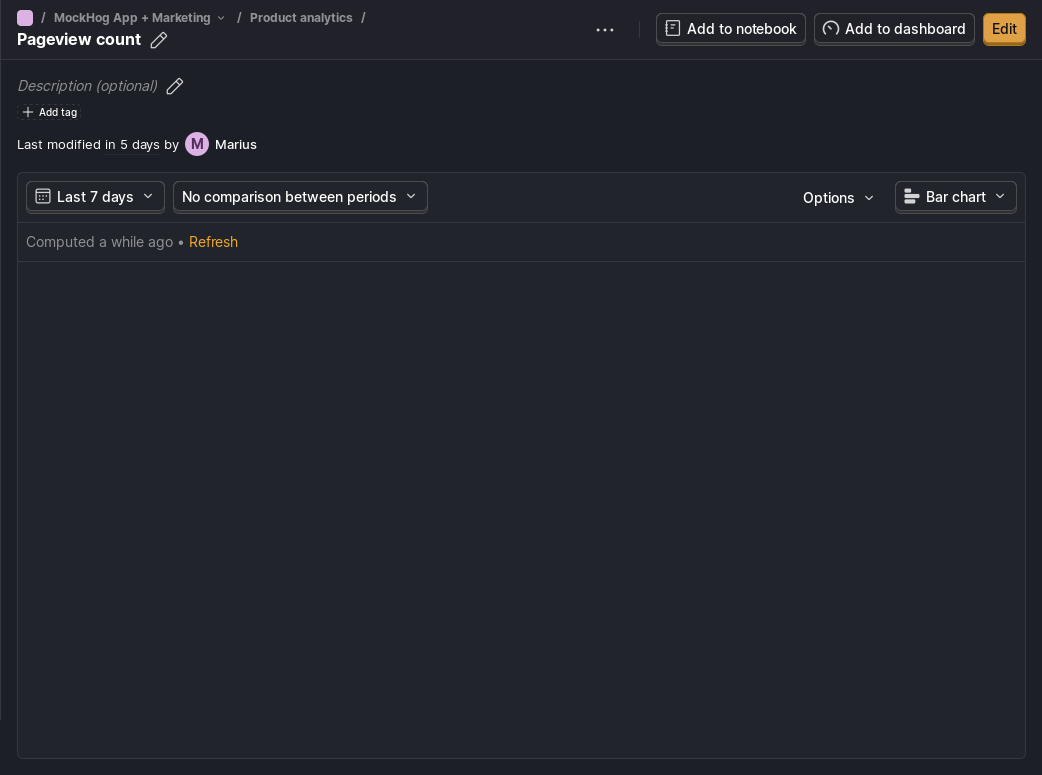 / MockHog App + Marketing / Product analytics /
Pageview count
Add to notebook
Add to dashboard
Edit
Description (optional)
Add tag
Last modified in 5 days by M Marius
Last 7 days
No comparison between periods
Options
Bar chart
Computed a while ago • Refresh